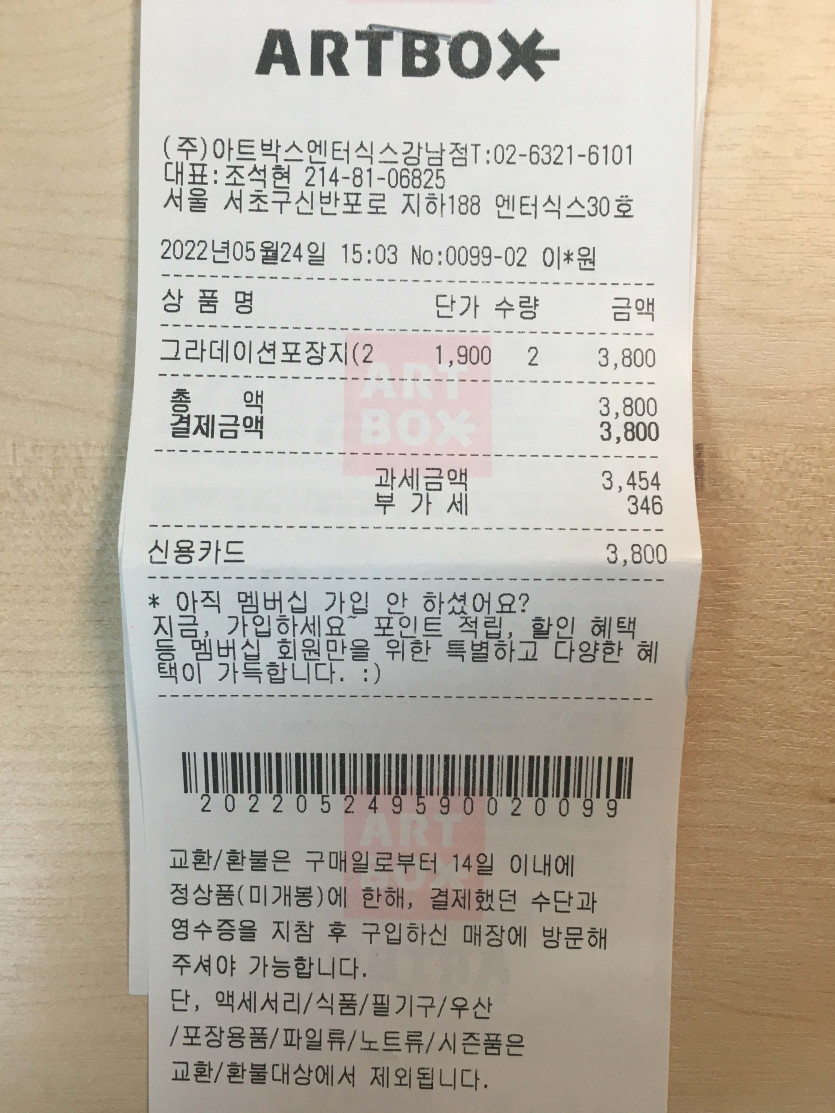 ARTBOX
(주)아트박스엔터식스강남점T:02-6321-6101
대표:조석현 214-81-06825
서울 서초구신반포로 지하188 엔터식스30호
2022년05월24일 15:03 No:0099-02 이*원
상 품 명 단가 수량 금액
그라데이션포장지(2 1,900 2 3,800
총 액 3,800
결제금액 3,800
과세금액 3,454
부 가 세 346
신용카드 3,800
* 아직 멤버십 가입 안 하셨어요?
지금, 가입하세요~ 포인트 적립, 할인 혜택
등 멤버십 회원만을 위한 특별하고 다양한 혜
택이 가득합니다. :)
202205249590020099
교환/환불은 구매일로부터 14일 이내에
정상품(미개봉)에 한해, 결제했던 수단과
영수증을 지참 후 구입하신 매장에 방문해
주셔야 가능합니다.
단, 액세서리/식품/필기구/우산
/포장용품/파일류/노트류/시즌품은
교환/환불대상에서 제외됩니다.